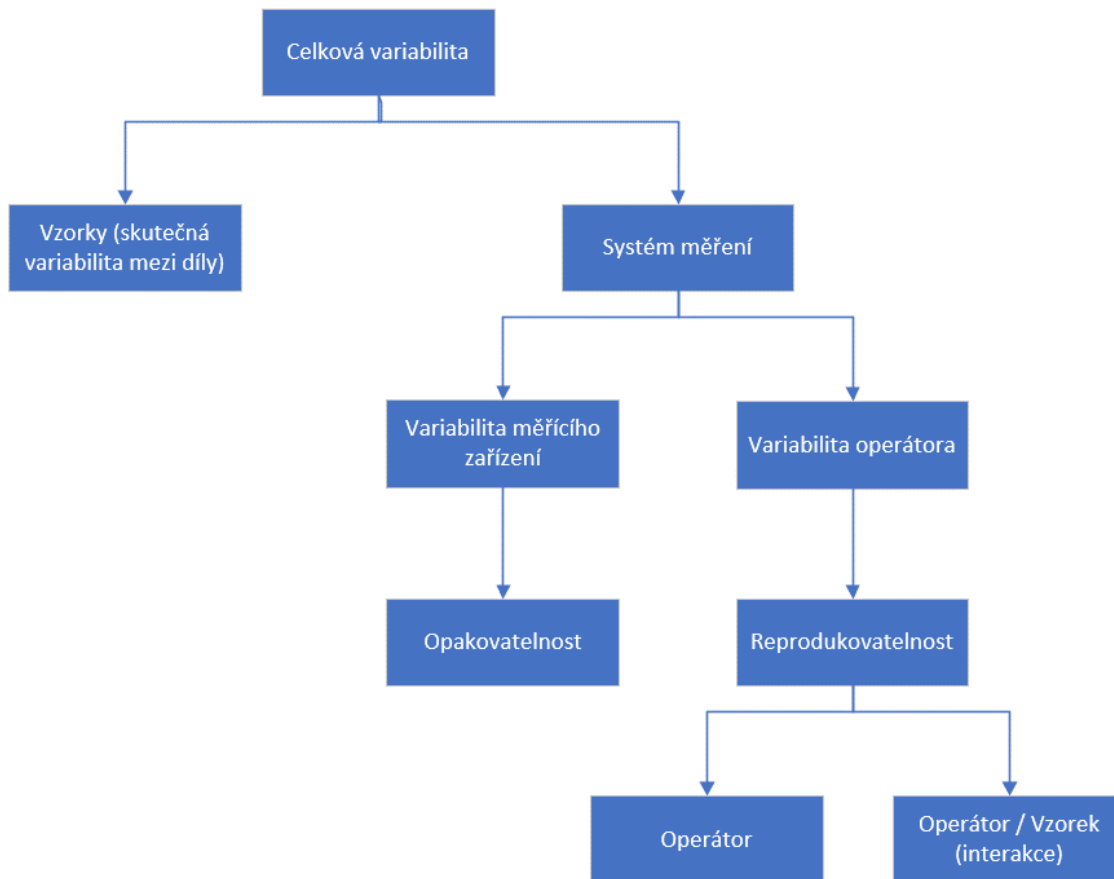 Celková variabilita
Vzorky (skutečná
variabilita mezi díly)
Systém měření
Variabilita měřícího
zařízení
Variabilita operátora
Opakovatelnost
Reprodukovatelnost
Operátor
Operátor / Vzorek
(interakce)